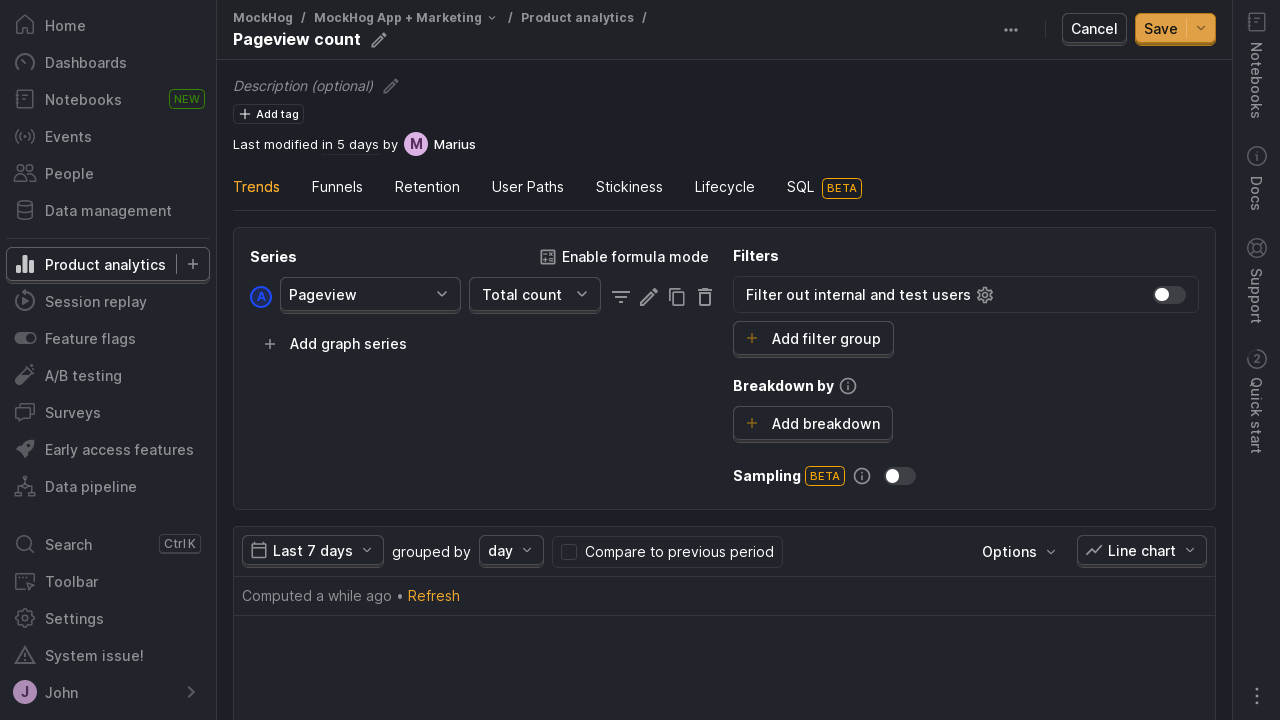 Home
Dashboards
Notebooks NEW
Events
People
Data management
Product analytics
Session replay
Feature flags
A/B testing
Surveys
Early access features
Data pipeline
Search Ctrl K
Toolbar
Settings
System issue!
J John
MockHog / MockHog App + Marketing / Product analytics /
Pageview count
Cancel Save
Description (optional)
Add tag
Last modified in 5 days by M Marius
Trends Funnels Retention User Paths Stickiness Lifecycle SQL BETA
Series Enable formula mode
A Pageview Total count
Add graph series
Filters
Filter out internal and test users
Add filter group
Breakdown by
Add breakdown
Sampling BETA
Last 7 days grouped by day Compare to previous period Options Line chart
Computed a while ago • Refresh
Notebooks
Docs
Support
2 Quick start